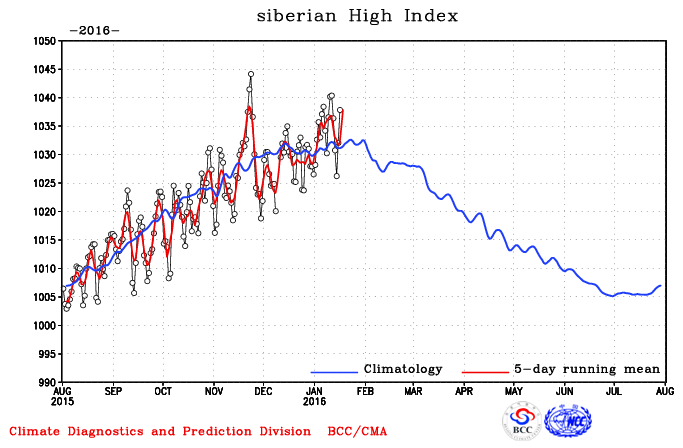 siberian High Index
-2016-
1050
1045
1040
1035
1030
1025
1020
1015
1010
1005
1000
995
990
Climatology
5-day running mean
AUG SEP OCT NOV DEC JAN FEB MAR APR MAY JUN JUL AUG
2015 2016
Climate Diagnostics and Prediction Division BCC/CMA
BCC
NCC